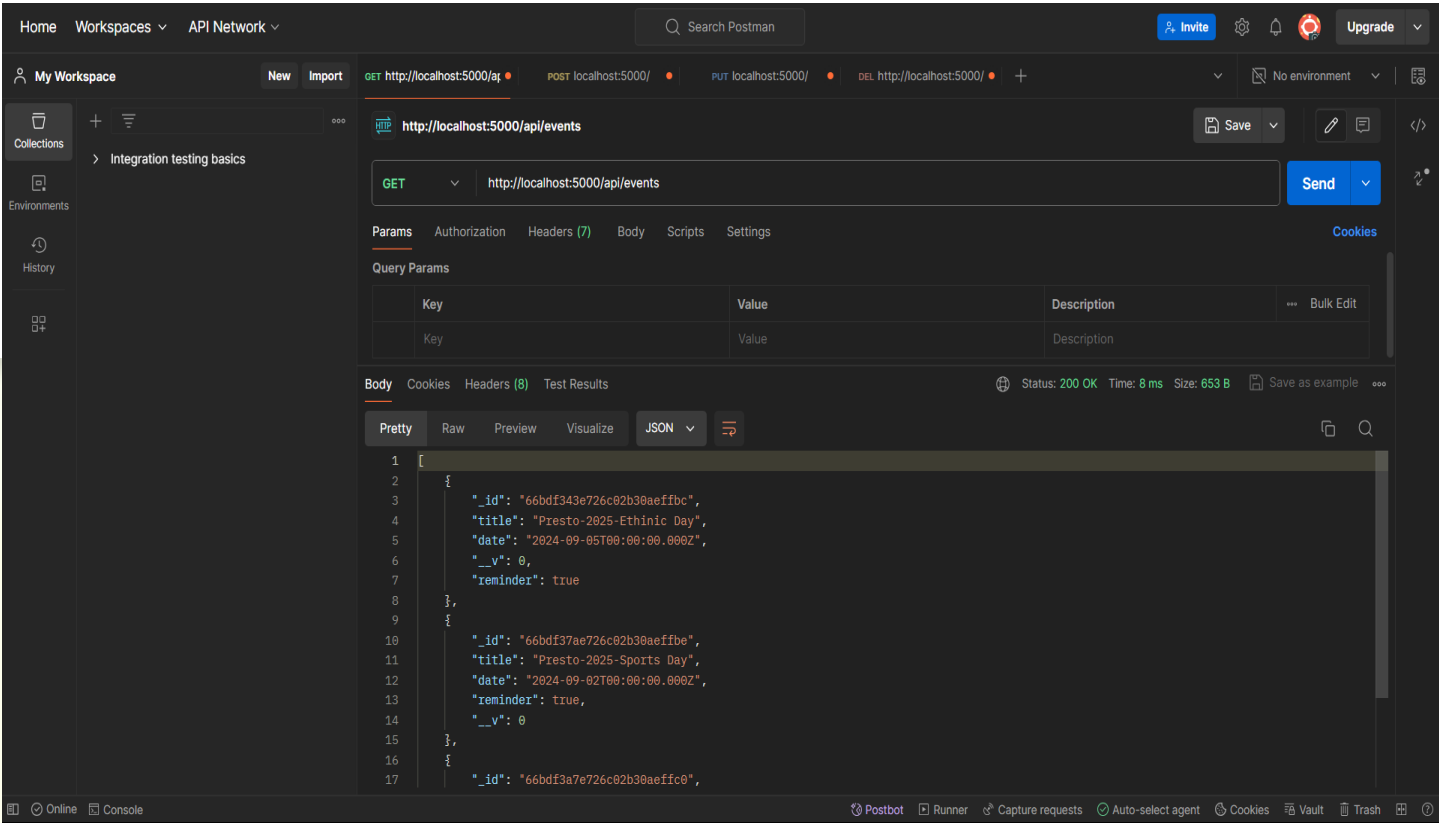 Home Workspaces API Network Search Postman Invite Upgrade
My Workspace New Import GET http://localhost:5000/ap POST localhost:5000/ PUT localhost:5000/ DEL http://localhost:5000/ No environment
Collections
Environments
History
Integration testing basics
HTTP http://localhost:5000/api/events Save
GET http://localhost:5000/api/events Send
Params Authorization Headers (7) Body Scripts Settings Cookies
Query Params
Key Value Description Bulk Edit
Key Value Description
Body Cookies Headers (8) Test Results Status: 200 OK Time: 8 ms Size: 653 B Save as example
Pretty Raw Preview Visualize JSON
1 [
2 {
3 "_id": "66bdf343e726c02b30aeffbc",
4 "title": "Presto-2025-Ethinic Day",
5 "date": "2024-09-05T00:00:00.000Z",
6 "__v": 0,
7 "reminder": true
8 },
9 {
10 "_id": "66bdf37ae726c02b30aeffbe",
11 "title": "Presto-2025-Sports Day",
12 "date": "2024-09-02T00:00:00.000Z",
13 "reminder": true,
14 "__v": 0
15 },
16 {
17 "_id": "66bdf3a7e726c02b30aeffc0",
Online Console Postbot Runner Capture requests Auto-select agent Cookies Vault Trash